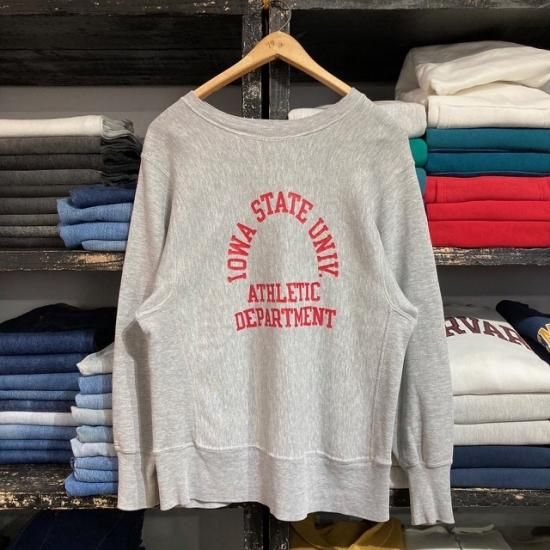 IOWA STATE UNIV.
ATHLETIC
DEPARTMENT